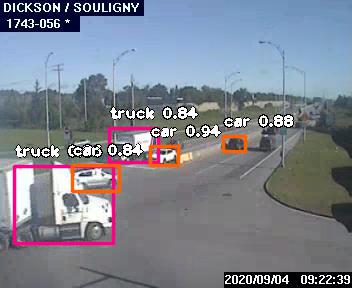 DICKSON / SOULIGNY
1743-056 *
truck 0.84
car 0.94
car 0.88
truck
car 0.84
2020/09/04 09:22:39